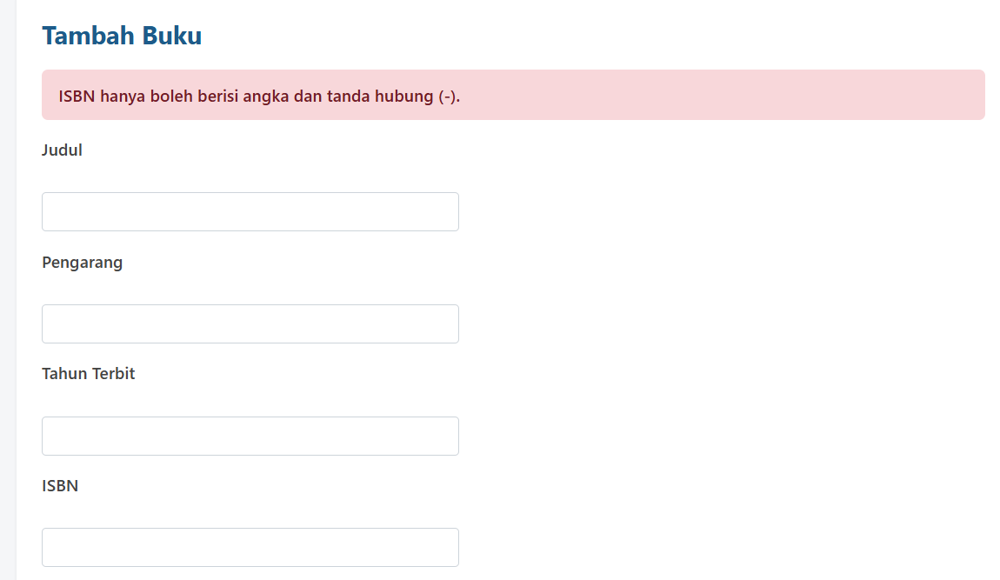 Tambah Buku
ISBN hanya boleh berisi angka dan tanda hubung (-).
Judul
Pengarang
Tahun Terbit
ISBN